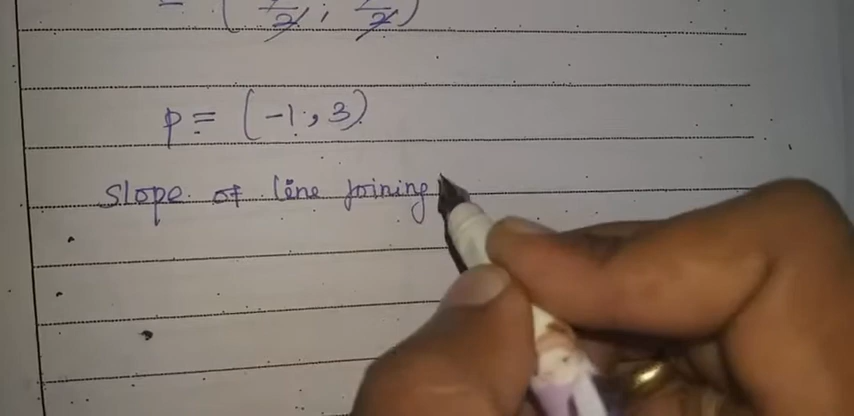 p = (-1, 3)
Slope of line joining